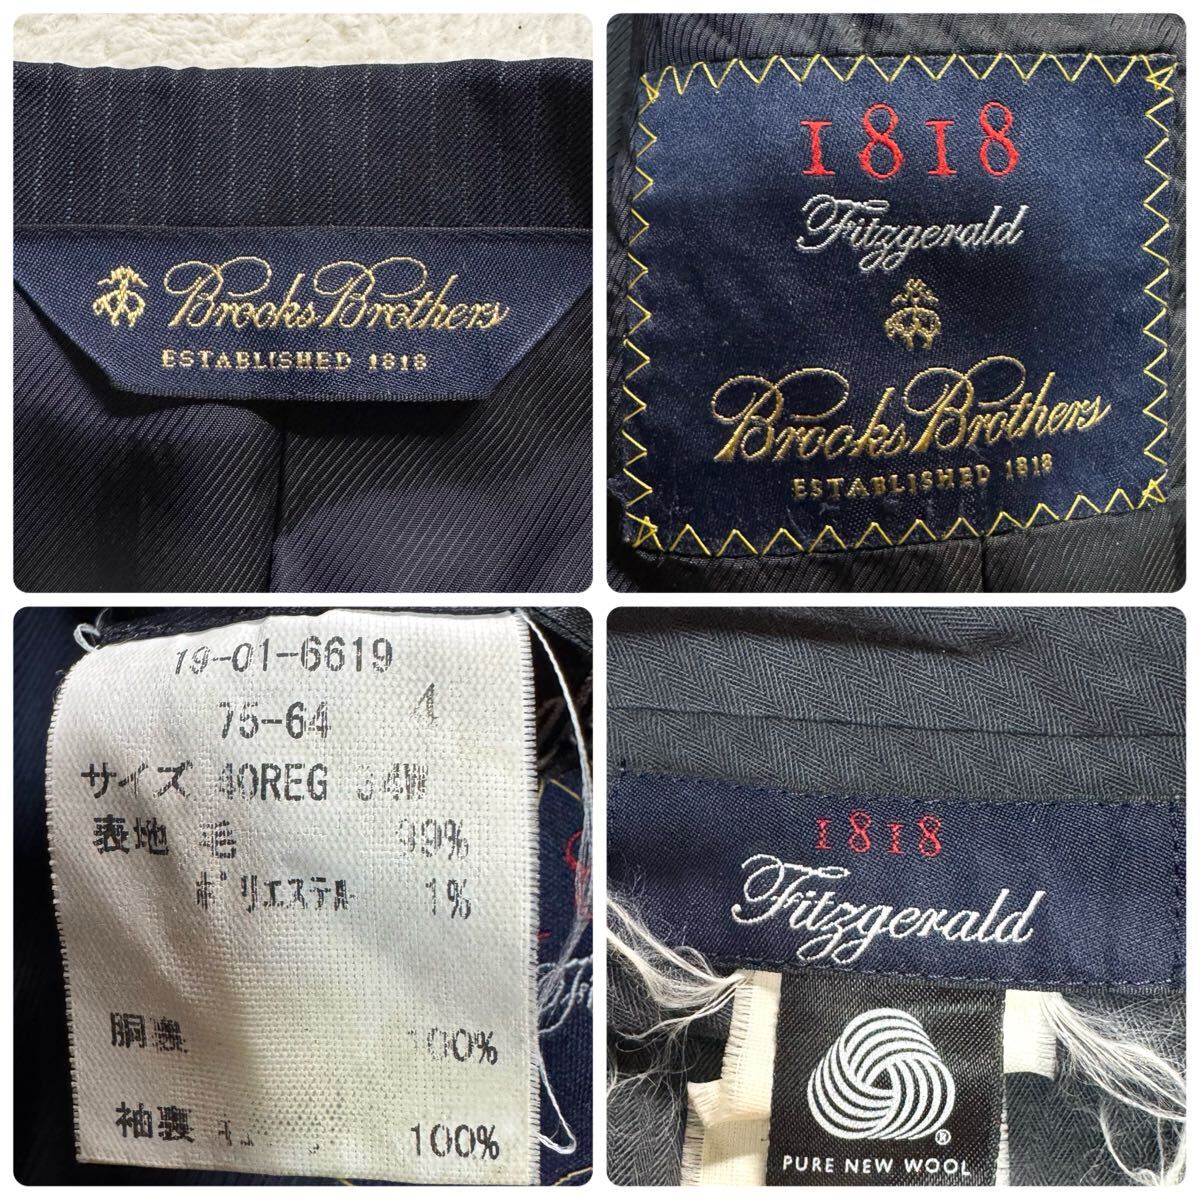 Brooks Brothers
ESTABLISHED 1818
1818
Fitzgerald
Brooks Brothers
ESTABLISHED 1818
19-01-6619
75-64 4
サイズ 40REG 34W
表地 毛 99%
ポリエステル 1%
胴裏 100%
袖裏 100%
1818
Fitzgerald
®
PURE NEW WOOL